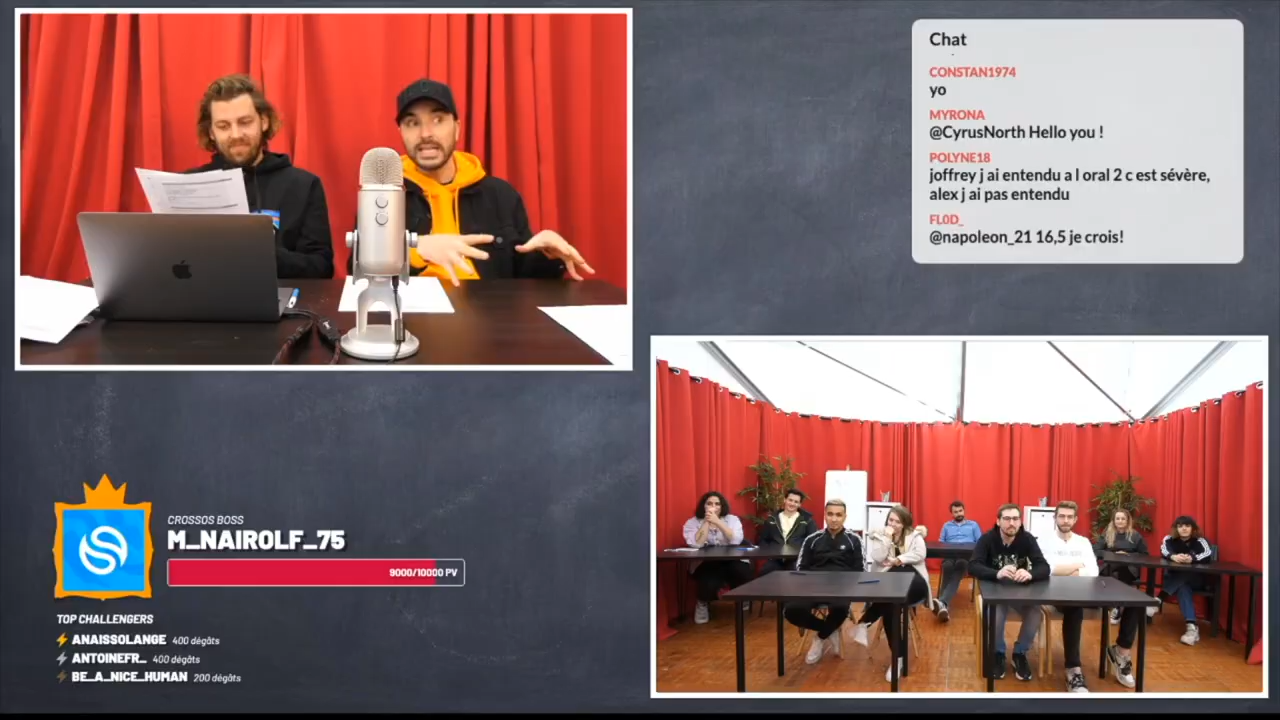 Chat
CONSTAN1974
yo
MYRONA
@CyrusNorth Hello you !
POLYNE18
joffrey j ai entendu a l oral 2 c est sévère,
alex j ai pas entendu
FL0D_
@napoleon_21 16,5 je crois!
CROSSOS BOSS
M_NAIROLF_75
9000/10000 PV
TOP CHALLENGERS
ANAISSOLANGE 400 dégâts
ANTOINEFR_ 400 dégâts
BE_A_NICE_HUMAN 200 dégâts